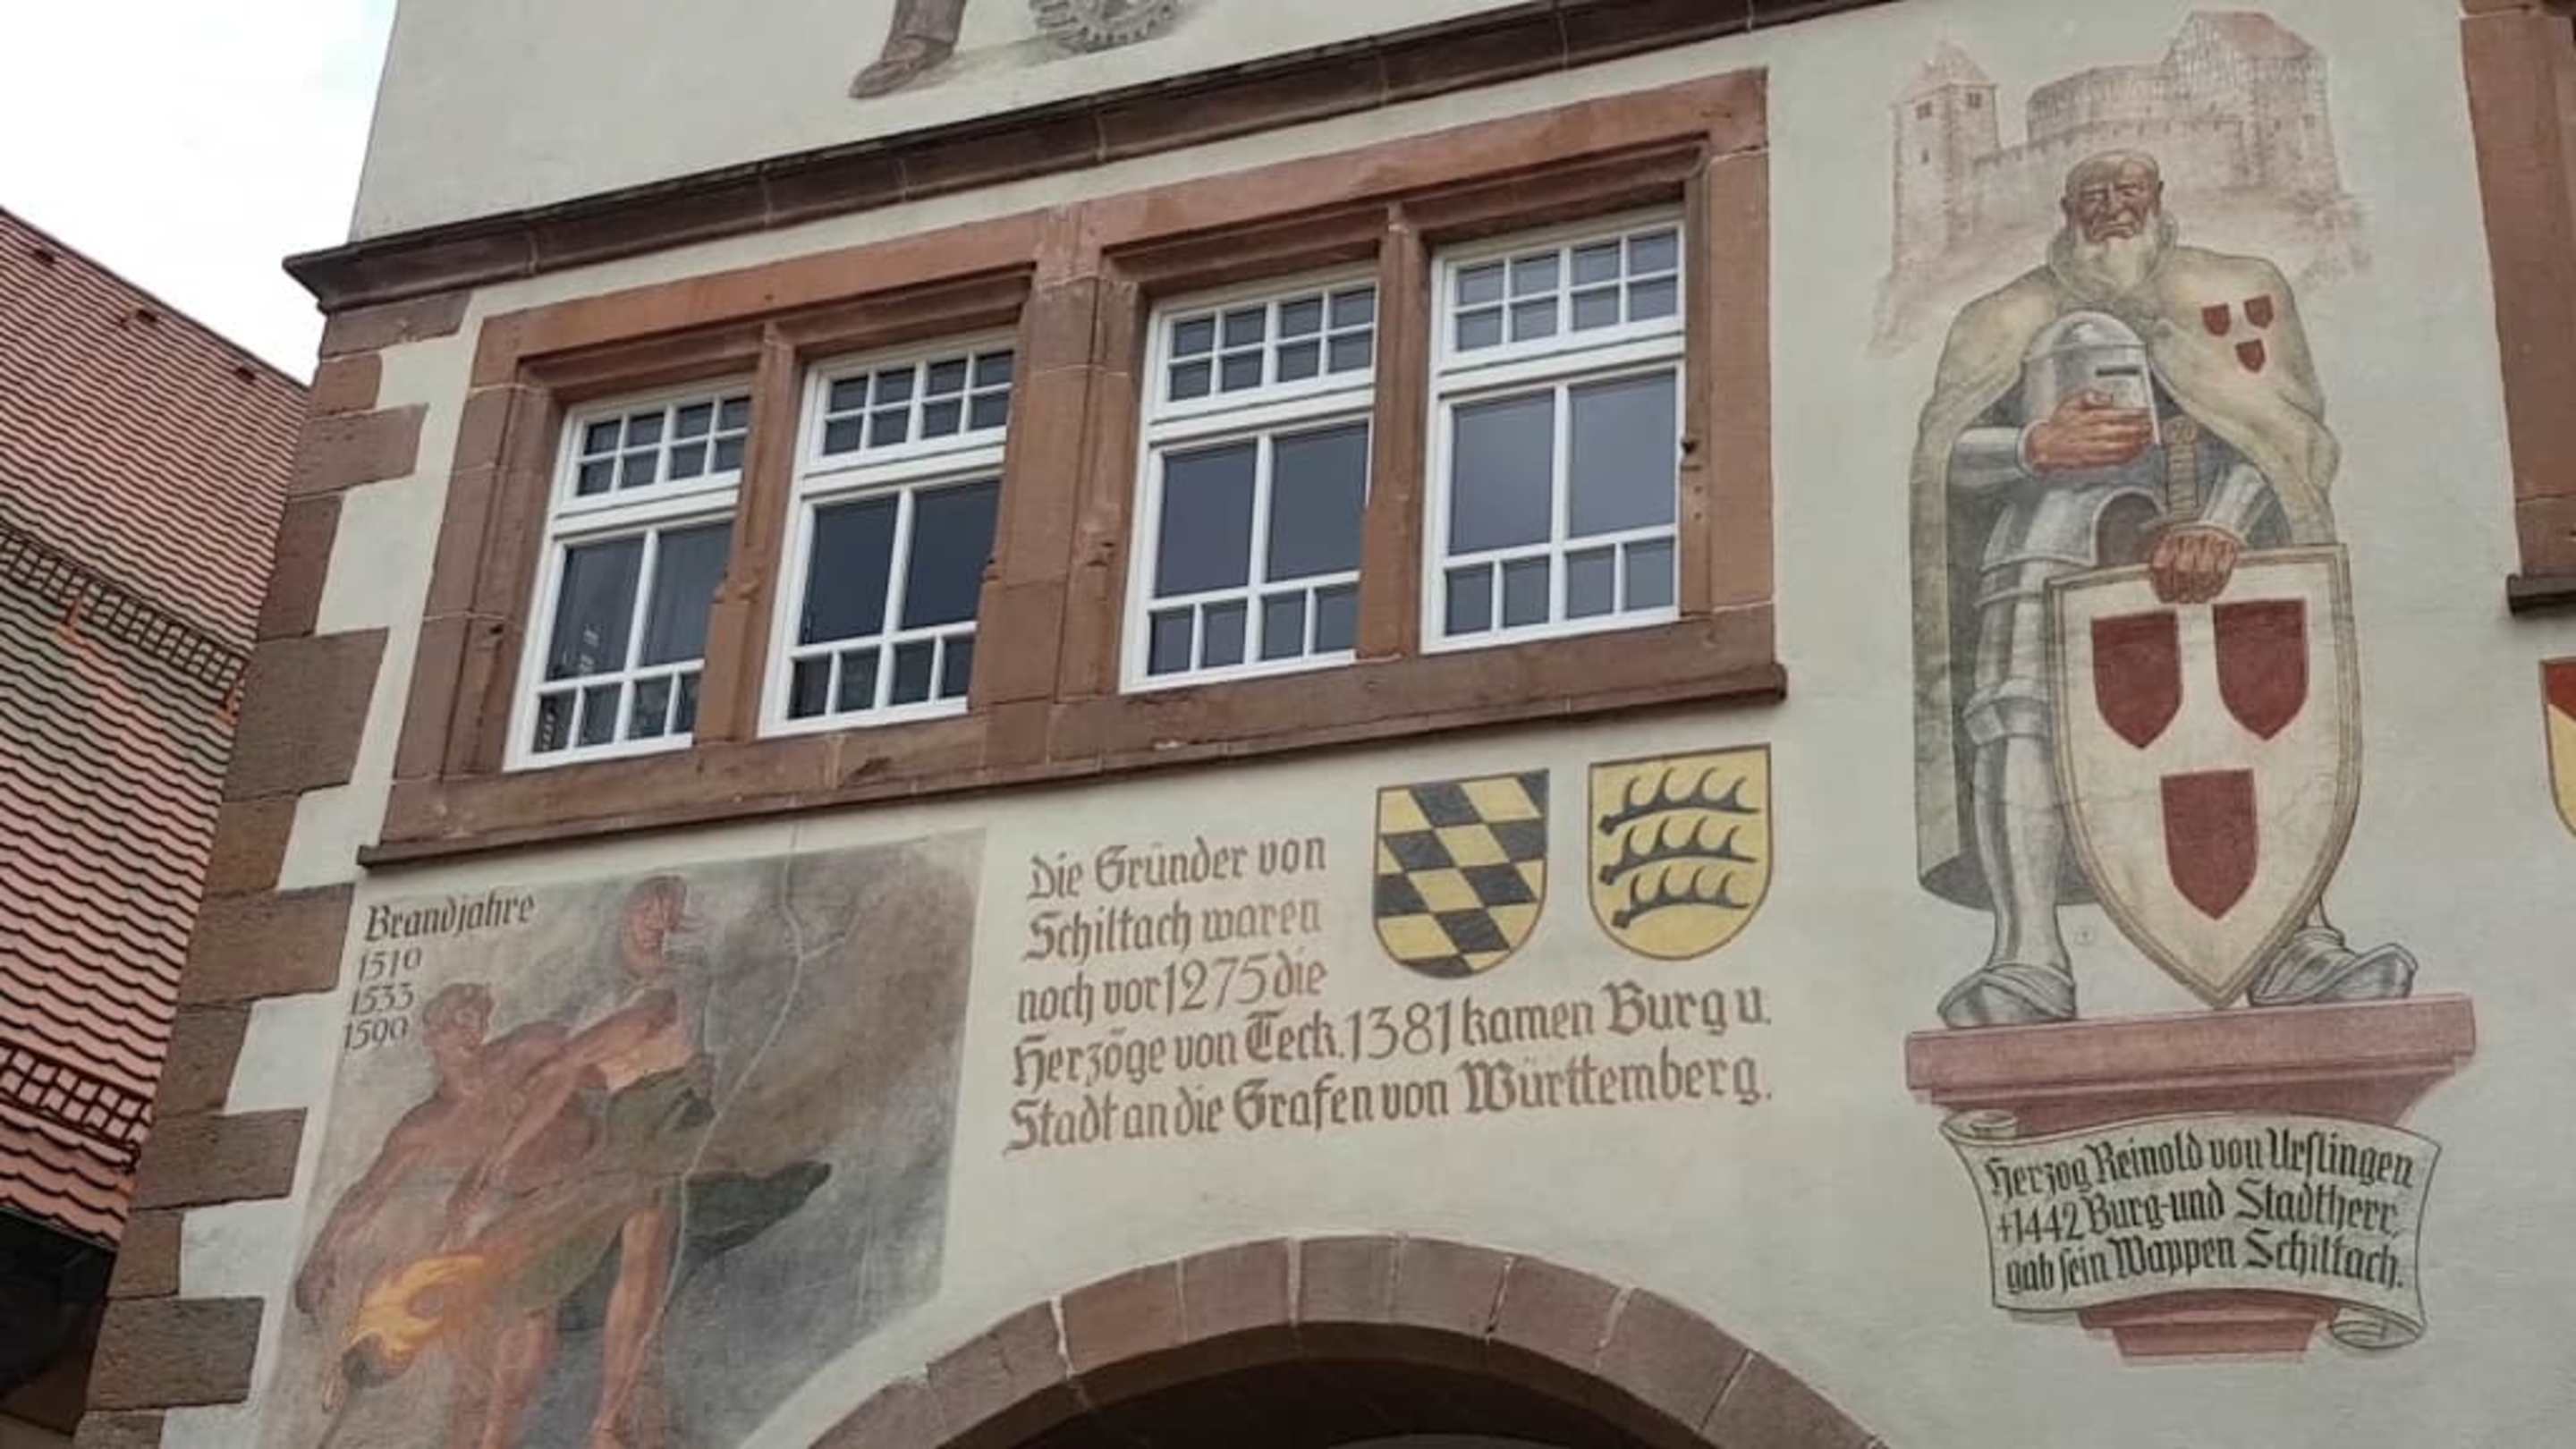 Brandjahre
1510
1533
1590
Die Gründer von
Schiltach waren
noch vor 1275 die
Herzöge von Teck. 1381 kamen Burg u.
Stadt an die Grafen von Württemberg.
Herzog Reinold von Urslingen
+1442 Burg-und Stadtherr,
gab sein Wappen Schiltach.